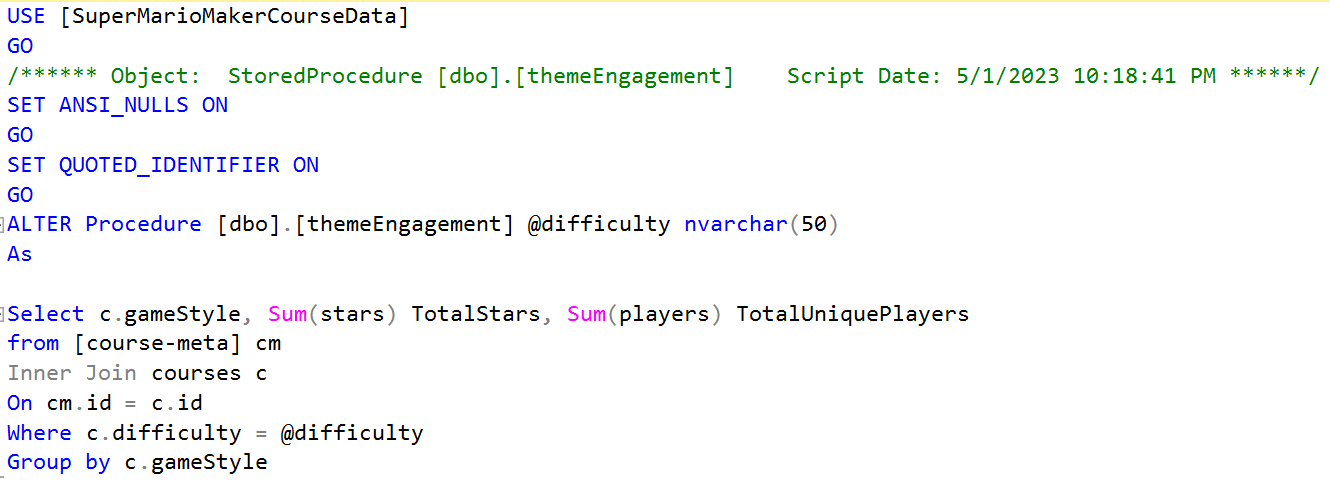 USE [SuperMarioMakerCourseData]
GO
/****** Object:  StoredProcedure [dbo].[themeEngagement]    Script Date: 5/1/2023 10:18:41 PM ******/
SET ANSI_NULLS ON
GO
SET QUOTED_IDENTIFIER ON
GO
ALTER Procedure [dbo].[themeEngagement] @difficulty nvarchar(50)
As
Select c.gameStyle, Sum(stars) TotalStars, Sum(players) TotalUniquePlayers
from [course-meta] cm
Inner Join courses c
On cm.id = c.id
Where c.difficulty = @difficulty
Group by c.gameStyle